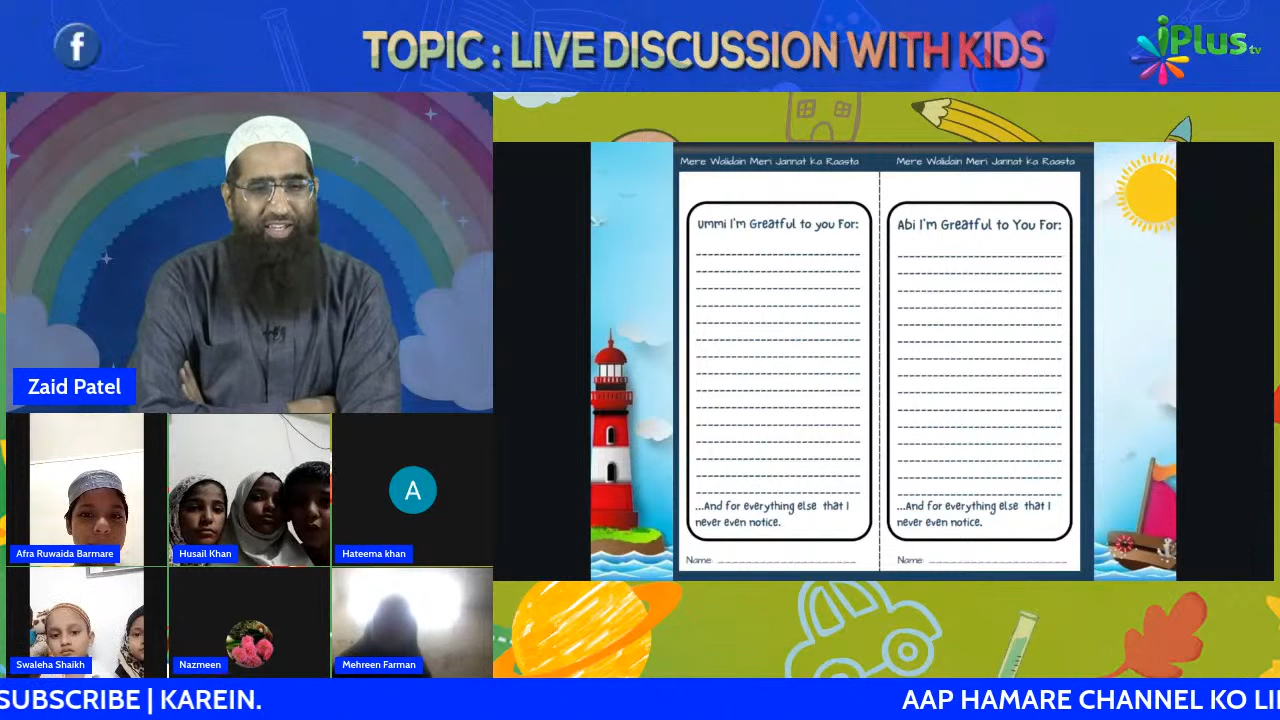 f
TOPIC : LIVE DISCUSSION WITH KIDS
iPlus tv
Zaid Patel
Mere Walidain Meri Jannat ka Raasta
Mere Walidain Meri Jannat ka Raasta
Ummi I'm Greatful to you For:
...And for everything else that I
never even notice.
Name:
Abi I'm Greatful to You For:
...And for everything else that I
never even notice.
Name:
Afra Ruwaida Barmare
Husail Khan
A
Hateema khan
Swaleha Shaikh
Nazmeen
Mehreen Farman
SUBSCRIBE | KAREIN.
AAP HAMARE CHANNEL KO LI